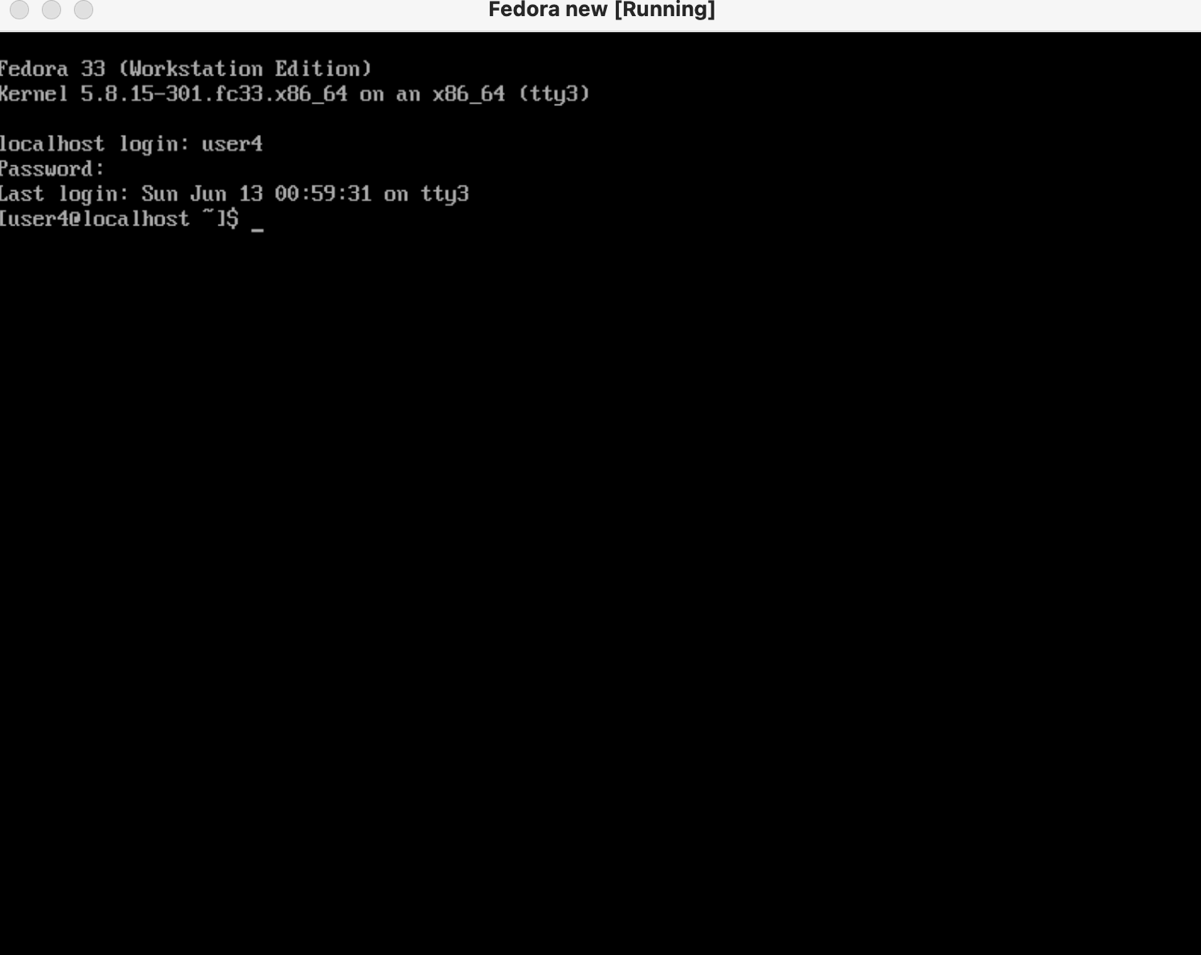 Fedora new [Running]
Fedora 33 (Workstation Edition)
Kernel 5.8.15-301.fc33.x86_64 on an x86_64 (tty3)
localhost login: user4
Password:
Last login: Sun Jun 13 00:59:31 on tty3
[user4@localhost ~]$ _